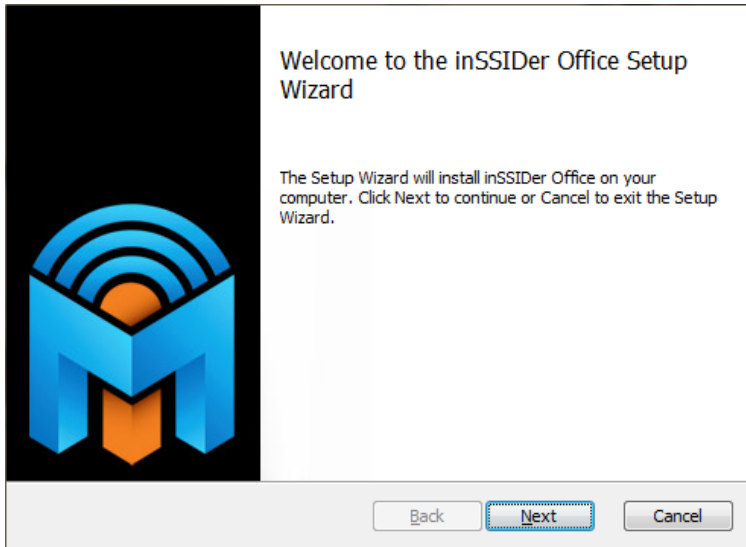 Welcome to the inSSIDer Office Setup
Wizard
The Setup Wizard will install inSSIDer Office on your
computer. Click Next to continue or Cancel to exit the Setup
Wizard.
Back
Next
Cancel